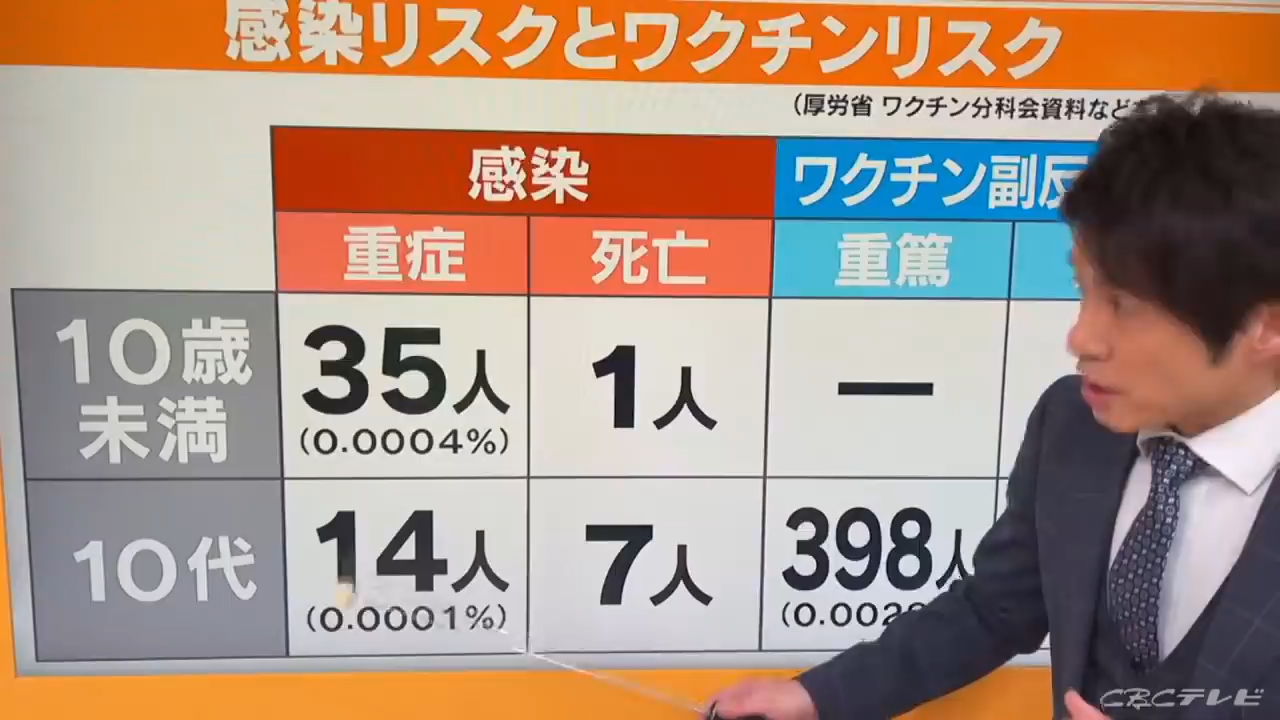 感染リスクとワクチンリスク
(厚労省 ワクチン分科会資料など
感染 ワクチン副反
重症 死亡 重篤
10歳未満 35人 1人 ー
(0.0004%)
10代 14人 7人 398人
(0.0001%) (0.002
CBCテレビ